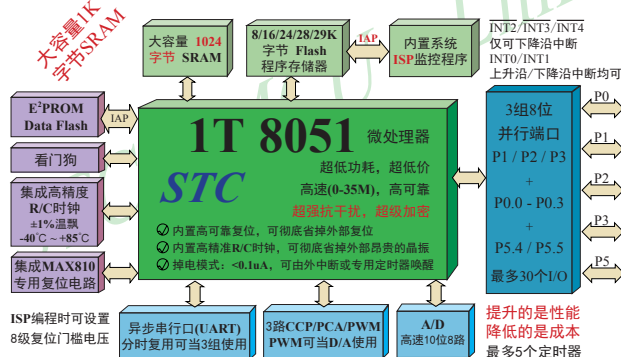 大容量1K
字节SRAM
大容量 1024
字节 SRAM
8/16/24/28/29K
字节 Flash
程序存储器
IAP
内置系统
ISP监控程序
INT2/INT3/INT4
仅可下降沿中断
INT0/INT1
上升沿/下降沿中断均可
E²PROM
Data Flash
IAP
看门狗
集成高精度
R/C时钟
±1%温飘
-40℃～+85℃
集成MAX810
专用复位电路
ISP编程时可设置
8级复位门槛电压
1T 8051 微处理器
STC
超低功耗，超低价
高速(0-35M)，高可靠
超强抗干扰，超级加密
内置高可靠复位，可彻底省掉外部复位
内置高精准R/C时钟，可彻底省掉外部昂贵的晶振
掉电模式：<0.1uA，可由外中断或专用定时器唤醒
3组8位
并行端口
P1 / P2 / P3
+
P0.0 - P0.3
+
P5.4 / P5.5
最多30个I/O
P0
P1
P2
P3
P5
异步串行口(UART)
分时复用可当3组使用
3路CCP/PCA/PWM
PWM可当D/A使用
A/D
高速10位8路
提升的是性能
降低的是成本
最多5个定时器